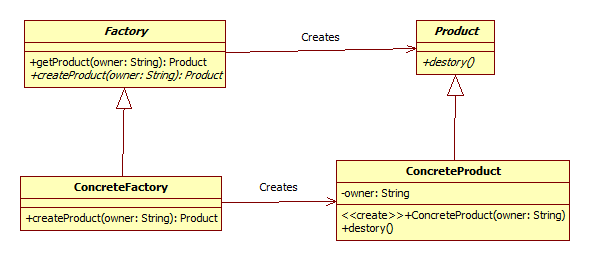 Factory
Creates
Product
+getProduct(owner: String): Product
+createProduct(owner: String): Product
+destory()
ConcreteFactory
Creates
ConcreteProduct
+createProduct(owner: String): Product
-owner: String
<<create>>+ConcreteProduct(owner: String)
+destory()